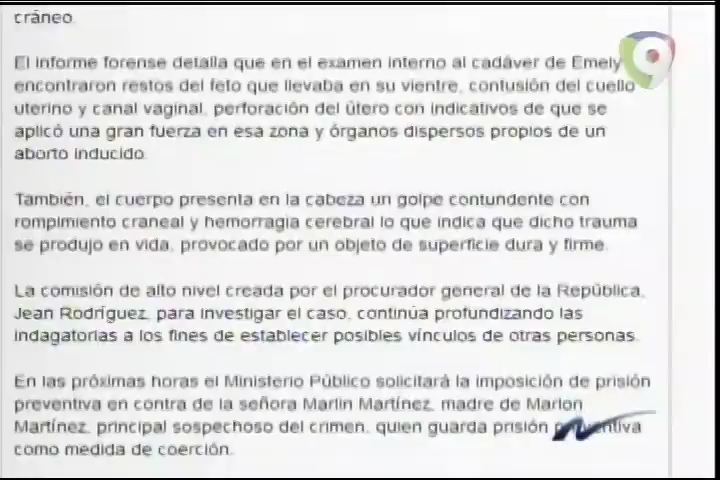 cráneo.
El informe forense detalla que en el examen interno al cadáver de Emely
encontraron restos del feto que llevaba en su vientre, contusión del cuello
uterino y canal vaginal, perforación del útero con indicativos de que se
aplicó una gran fuerza en esa zona y órganos dispersos propios de un
aborto inducido.
También, el cuerpo presenta en la cabeza un golpe contundente con
rompimiento craneal y hemorragia cerebral lo que indica que dicho trauma
se produjo en vida, provocado por un objeto de superficie dura y firme.
La comisión de alto nivel creada por el procurador general de la República,
Jean Rodríguez, para investigar el caso, continúa profundizando las
indagatorias a los fines de establecer posibles vínculos de otras personas.
En las próximas horas el Ministerio Público solicitará la imposición de prisión
preventiva en contra de la señora Marlin Martínez, madre de Marlon
Martínez, principal sospechoso del crimen, quien guarda prisión preventiva
como medida de coerción.
9